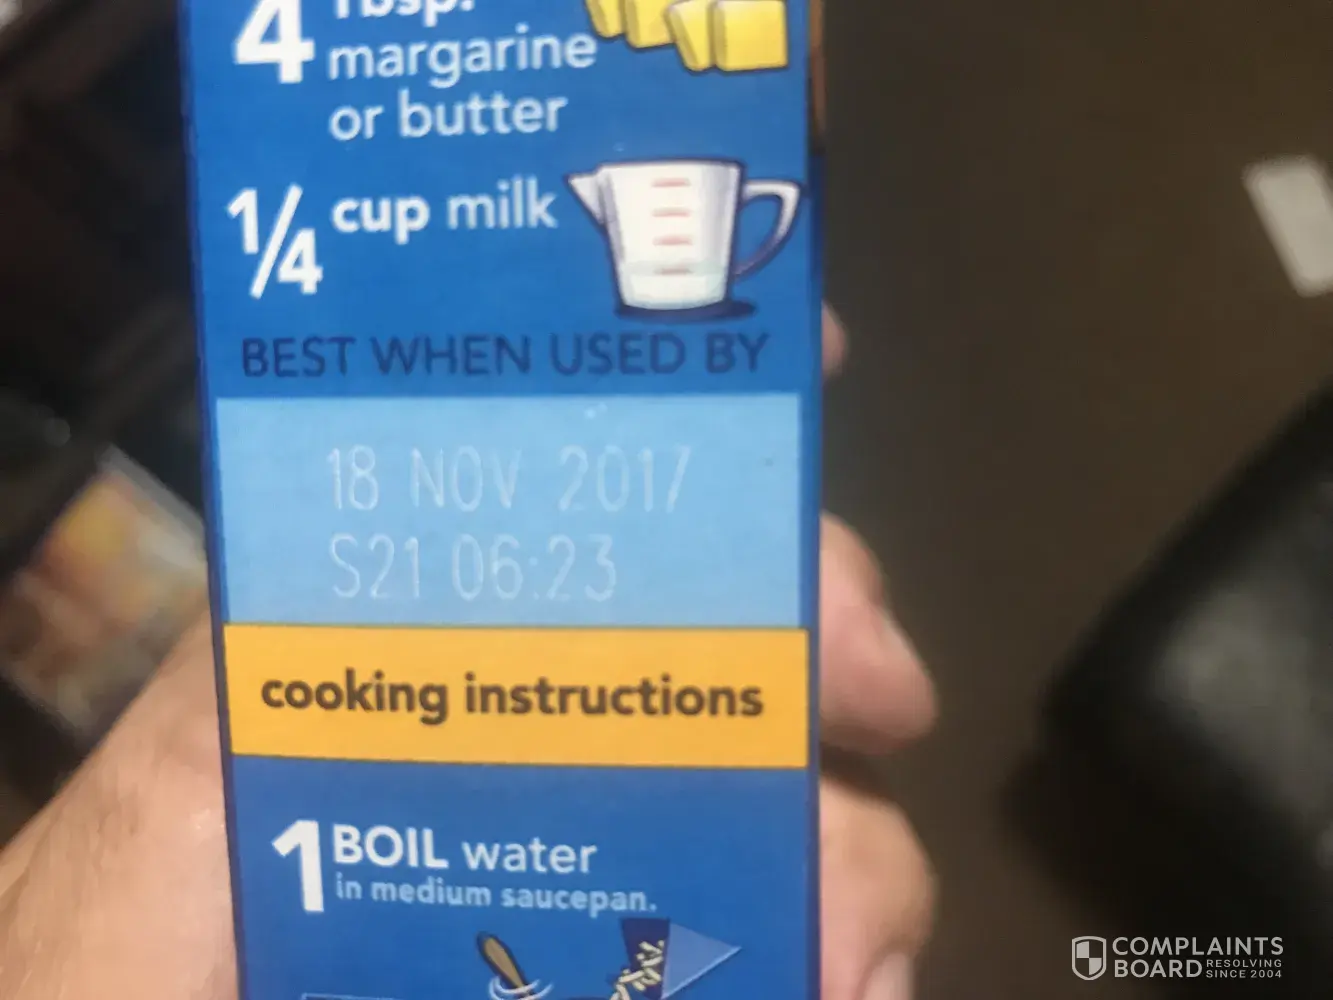 4 Tbsp.
margarine
or butter
1/4 cup milk
BEST WHEN USED BY
18 NOV 2017
S21 06:23
cooking instructions
1 BOIL water
in medium saucepan.
COMPLAINTS
BOARD RESOLVING
SINCE 2004